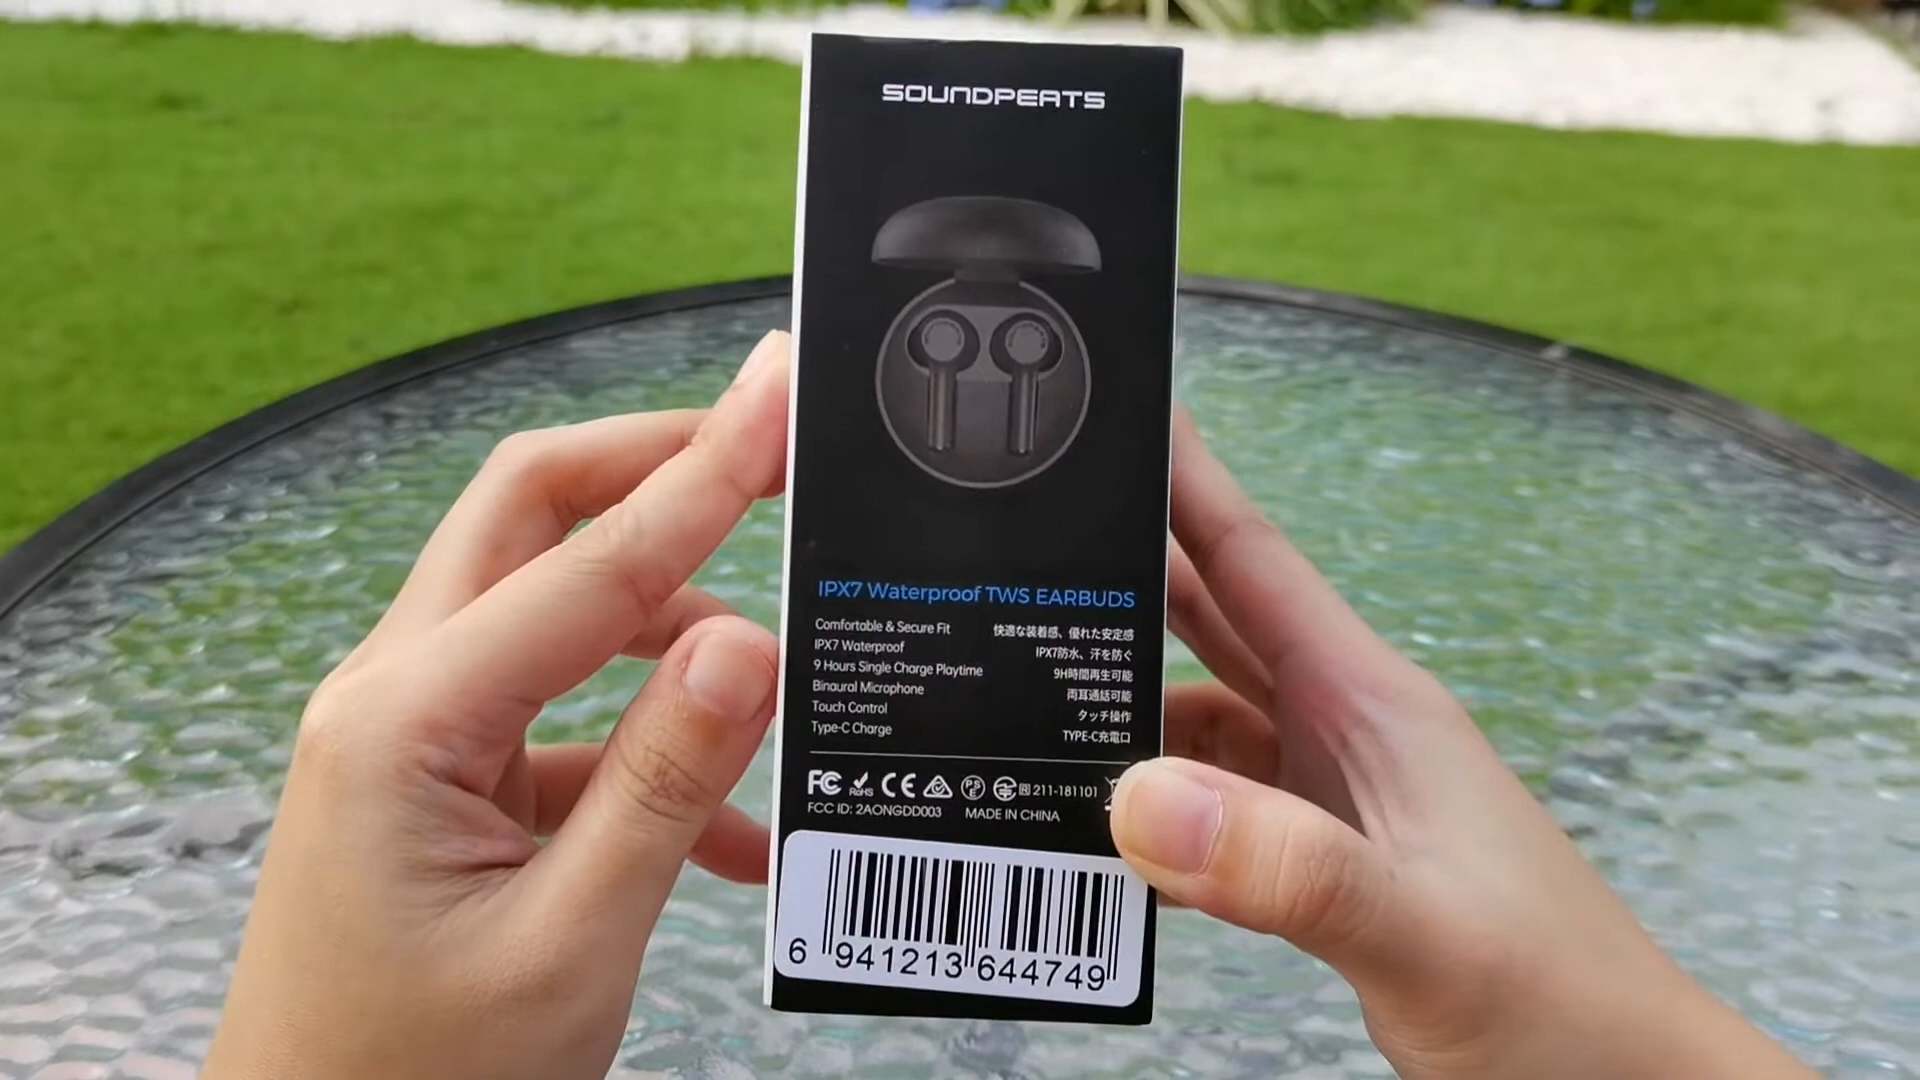 SOUNDPEATS
IPX7 Waterproof TWS EARBUDS
Comfortable & Secure Fit
IPX7 Waterproof
9 Hours Single Charge Playtime
Binaural Microphone
Touch Control
Type-C Charge
快適な装着感、優れた安定感
IPX7防水、汗を防ぐ
9H時間再生可能
両耳通話可能
タッチ操作
TYPE-C充電口
FC RoHS CE PSE R 211-181101
FCC ID: 2AONGDD003 MADE IN CHINA
6 941213 644749